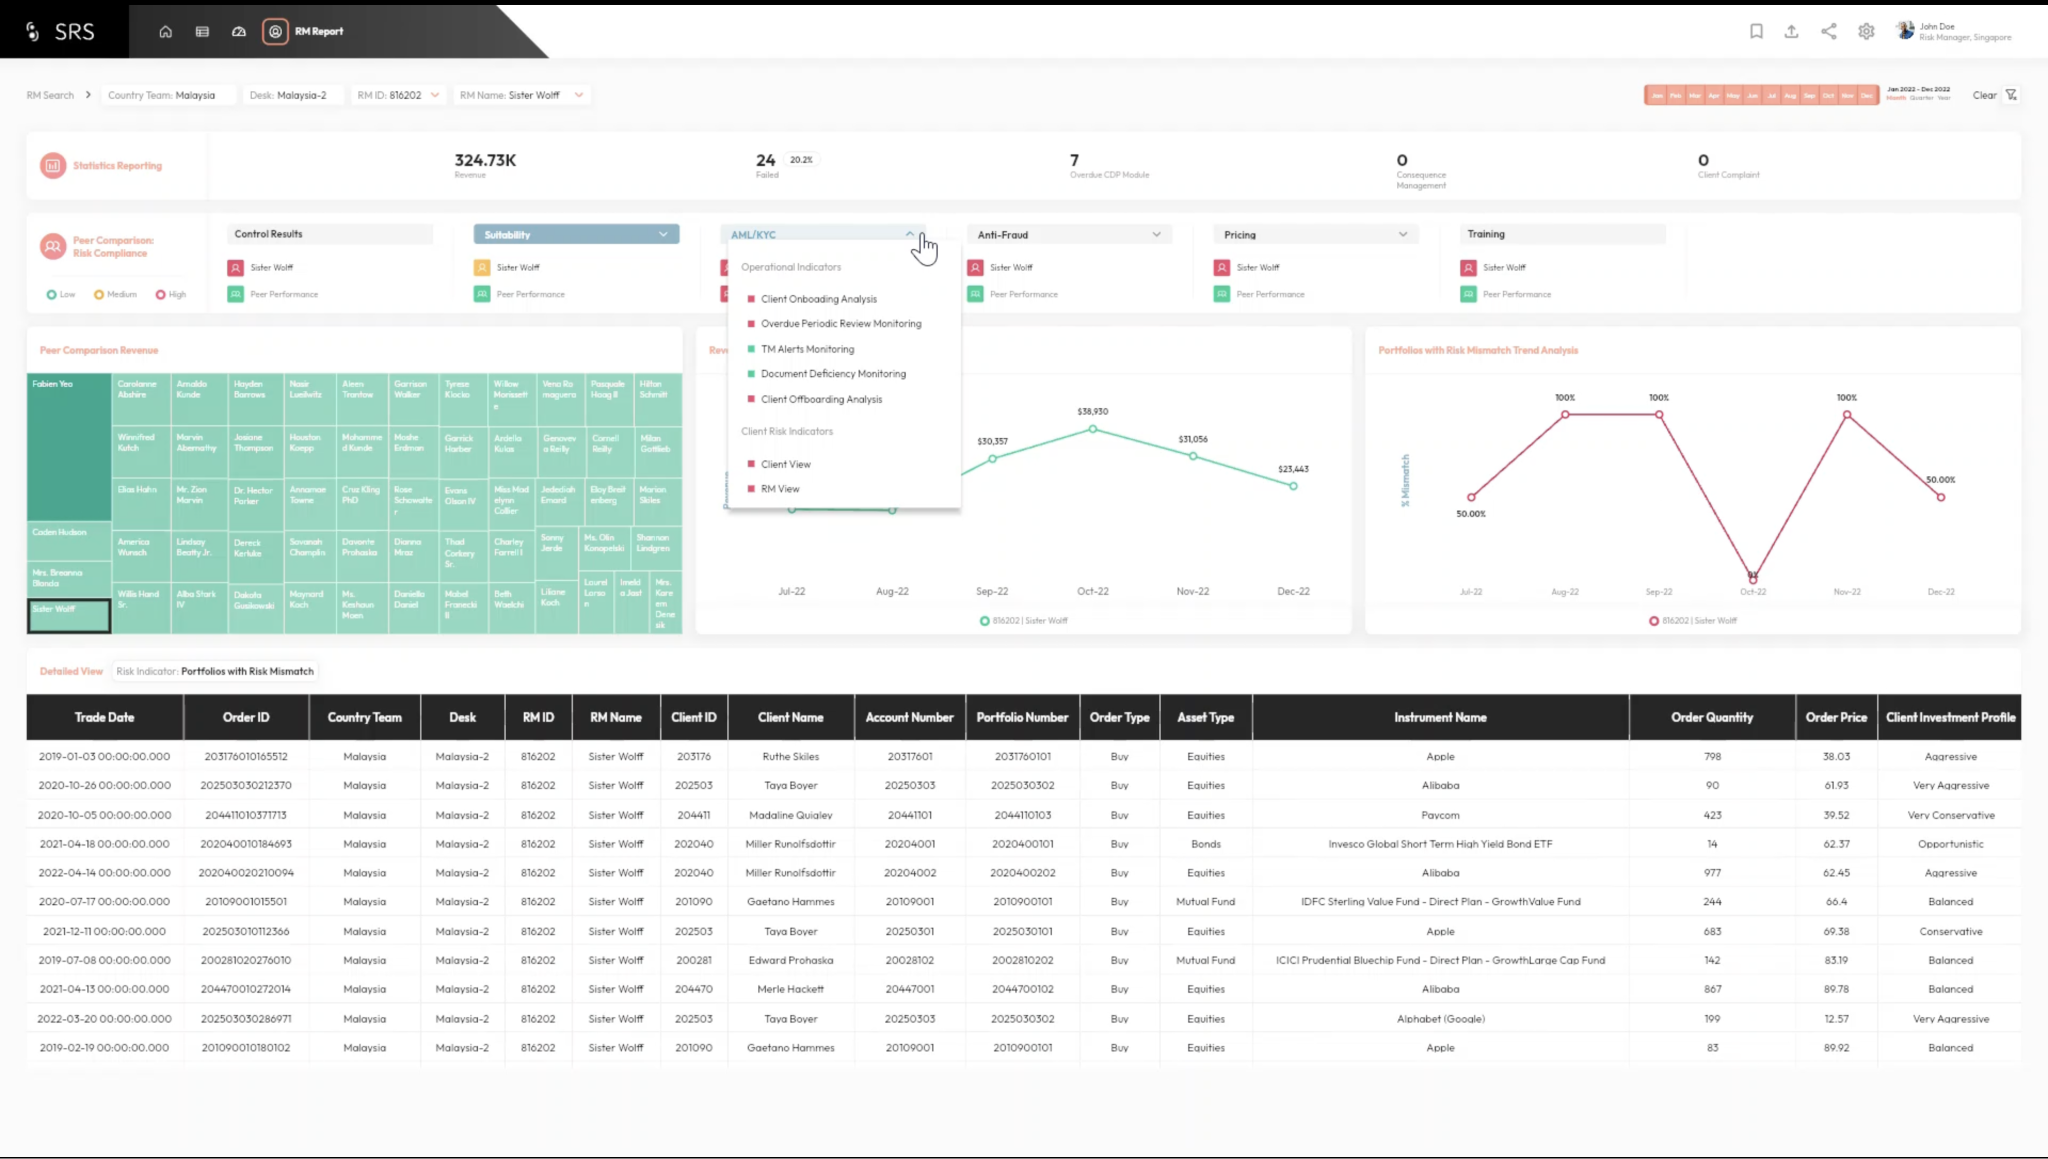 SRS
RM Report
John Doe
Risk Manager, Singapore
RM Search > Country Team: Malaysia Desk: Malaysia-2 RM ID: 816202 RM Name: Sister Wolff
Jan Feb Mar Apr May Jun Jul Aug Sep Oct Nov Dec
Jan 2022 - Dec 2022
Month Quarter Year
Clear
Statistics Reporting
324.73K
Revenue
24 20.2%
Failed
7
Overdue CDP Module
0
Consequence
Management
0
Client Complaint
Peer Comparison:
Risk Compliance
Low Medium High
Control Results
Sister Wolff
Peer Performance
Suitability
Sister Wolff
Peer Performance
AML/KYC
Operational Indicators
Client Onboading Analysis
Overdue Periodic Review Monitoring
TM Alerts Monitoring
Document Deficiency Monitoring
Client Offboarding Analysis
Client Risk Indicators
Client View
RM View
Anti-Fraud
Sister Wolff
Peer Performance
Pricing
Sister Wolff
Peer Performance
Training
Sister Wolff
Peer Performance
Peer Comparison Revenue
Fabien Yeo
Caden Hudson
Mrs. Breanna
Blanda
Sister Wolff
Carolanne
Abshire
Arnaldo
Kunde
Hayden
Barrows
Nasir
Lueilwitz
Aleen
Trantow
Garrison
Walker
Tyrese
Klocko
Willow
Morissett
e
Vena Ro
maguera
Pasquale
Hoag II
Hilton
Schmitt
Winnifred
Kutch
Marvin
Abernathy
Josiane
Thompson
Houston
Koepp
Mohamme
d Kunde
Moshe
Erdman
Garrick
Harber
Ardella
Kulas
Genovev
a Reilly
Cornell
Reilly
Milan
Gottlieb
Elias Hahn
Mr. Zion
Marvin
Dr. Hector
Parker
Annamae
Towne
Cruz Kling
PhD
Rose
Schowalte
r
Evans
Olson IV
Miss Mad
elynn
Collier
Jedediah
Emard
Eloy Breit
enberg
Marion
Skiles
America
Wunsch
Lindsay
Beatty Jr.
Dereck
Kerluke
Savanah
Champlin
Davonte
Prohaska
Dianna
Mraz
Thad
Corkery
Sr.
Charley
Farrell I
Sonny
Jerde
Ms. Olin
Konopelski
Shannon
Lindgren
Willis Hand
Sr.
Alba Stark
IV
Dakota
Gusikowski
Maynard
Koch
Ms.
Keshaun
Moen
Daniella
Daniel
Mabel
Franecki
II
Beth
Waelchi
Liliane
Koch
Laurel
Larso
n
Imeld
a Jast
Mrs.
Kare
em
Dene
sik
$30,357
$38,930
$31,056
$23,443
Jul-22 Aug-22 Sep-22 Oct-22 Nov-22 Dec-22
816202 | Sister Wolff
Portfolios with Risk Mismatch Trend Analysis
% Mismatch
50.00%
100%
100%
0%
100%
50.00%
Jul-22 Aug-22 Sep-22 Oct-22 Nov-22 Dec-22
816202 | Sister Wolff
Detailed View Risk Indicator: Portfolios with Risk Mismatch
Trade Date Order ID Country Team Desk RM ID RM Name Client ID Client Name Account Number Portfolio Number Order Type Asset Type Instrument Name Order Quantity Order Price Client Investment Profile
2019-01-03 00:00:00.000 203176010165512 Malaysia Malaysia-2 816202 Sister Wolff 203176 Ruthe Skiles 20317601 2031760101 Buy Equities Apple 798 38.03 Aggressive
2020-10-26 00:00:00.000 202503030212370 Malaysia Malaysia-2 816202 Sister Wolff 202503 Taya Boyer 20250303 2025030302 Buy Equities Alibaba 90 61.93 Very Aggressive
2020-10-05 00:00:00.000 204411010371713 Malaysia Malaysia-2 816202 Sister Wolff 204411 Madaline Quigley 20441101 2044110103 Buy Equities Paycom 423 39.52 Very Conservative
2021-04-18 00:00:00.000 202040010184693 Malaysia Malaysia-2 816202 Sister Wolff 202040 Miller Runolfsdottir 20204001 2020400101 Buy Bonds Invesco Global Short Term High Yield Bond ETF 14 62.37 Opportunistic
2022-04-14 00:00:00.000 202040020210094 Malaysia Malaysia-2 816202 Sister Wolff 202040 Miller Runolfsdottir 20204002 2020400202 Buy Equities Alibaba 977 62.45 Aggressive
2020-07-17 00:00:00.000 20109001015501 Malaysia Malaysia-2 816202 Sister Wolff 201090 Gaetano Hammes 20109001 2010900101 Buy Mutual Fund IDFC Sterling Value Fund - Direct Plan - GrowthValue Fund 244 66.4 Balanced
2021-12-11 00:00:00.000 202503010112366 Malaysia Malaysia-2 816202 Sister Wolff 202503 Taya Boyer 20250301 2025030101 Buy Equities Apple 683 69.38 Conservative
2019-07-08 00:00:00.000 200281020276010 Malaysia Malaysia-2 816202 Sister Wolff 200281 Edward Prohaska 20028102 2002810202 Buy Mutual Fund ICICI Prudential Bluechip Fund - Direct Plan - GrowthLarge Cap Fund 142 83.19 Balanced
2021-04-13 00:00:00.000 204470010272014 Malaysia Malaysia-2 816202 Sister Wolff 204470 Merle Hackett 20447001 2044700102 Buy Equities Alibaba 867 89.78 Balanced
2022-03-20 00:00:00.000 202503030286971 Malaysia Malaysia-2 816202 Sister Wolff 202503 Taya Boyer 20250303 2025030302 Buy Equities Alphabet (Google) 199 12.57 Very Aggressive
2019-02-19 00:00:00.000 201090010180102 Malaysia Malaysia-2 816202 Sister Wolff 201090 Gaetano Hammes 20109001 2010900101 Buy Equities Apple 83 89.92 Balanced